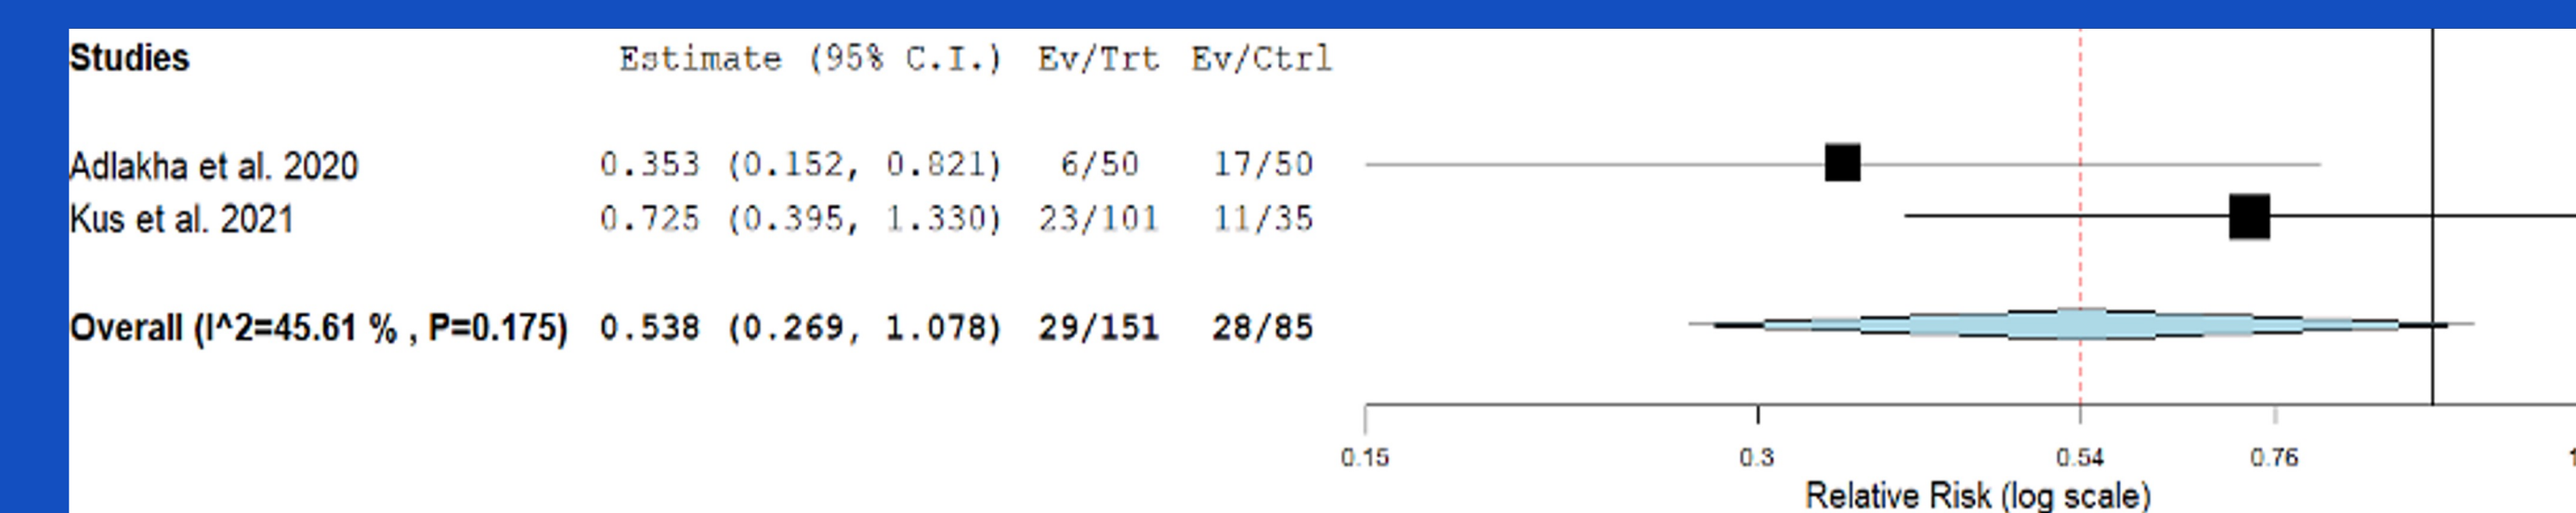 Studies Estimate (95% C.I.) Ev/Trt Ev/Ctrl
Adlakha et al. 2020 0.353 (0.152, 0.821) 6/50 17/50
Kus et al. 2021 0.725 (0.395, 1.330) 23/101 11/35
Overall (I^2=45.61 % , P=0.175) 0.538 (0.269, 1.078) 29/151 28/85
0.15 0.3 0.54 0.76
Relative Risk (log scale)